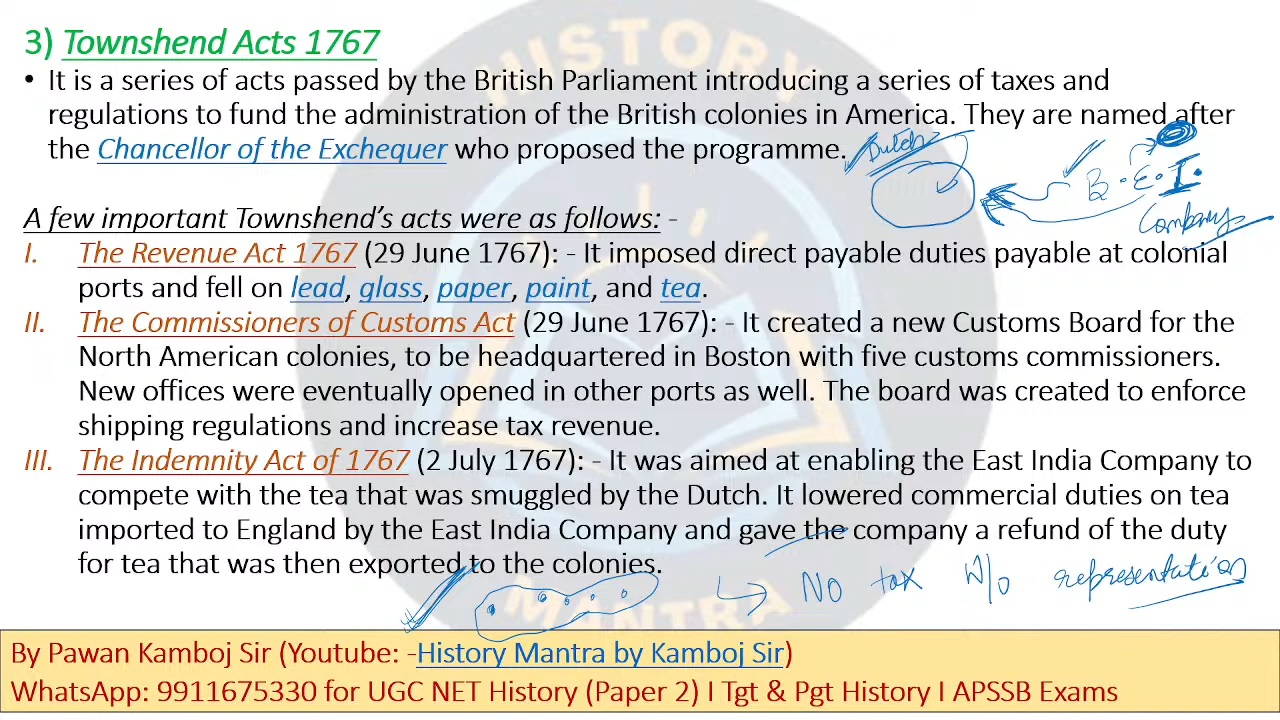 HISTORY
3) Townshend Acts 1767
• It is a series of acts passed by the British Parliament introducing a series of taxes and
regulations to fund the administration of the British colonies in America. They are named after
the Chancellor of the Exchequer who proposed the programme.
Dutch
B.E.I.
Company
A few important Townshend’s acts were as follows: -
I. The Revenue Act 1767 (29 June 1767): - It imposed direct payable duties payable at colonial
ports and fell on lead, glass, paper, paint, and tea.
II. The Commissioners of Customs Act (29 June 1767): - It created a new Customs Board for the
North American colonies, to be headquartered in Boston with five customs commissioners.
New offices were eventually opened in other ports as well. The board was created to enforce
shipping regulations and increase tax revenue.
III. The Indemnity Act of 1767 (2 July 1767): - It was aimed at enabling the East India Company to
compete with the tea that was smuggled by the Dutch. It lowered commercial duties on tea
imported to England by the East India Company and gave the company a refund of the duty
for tea that was then exported to the colonies.
No tax w/o representation
MANTRA
By Pawan Kamboj Sir (Youtube: -History Mantra by Kamboj Sir)
WhatsApp: 9911675330 for UGC NET History (Paper 2) I Tgt & Pgt History I APSSB Exams